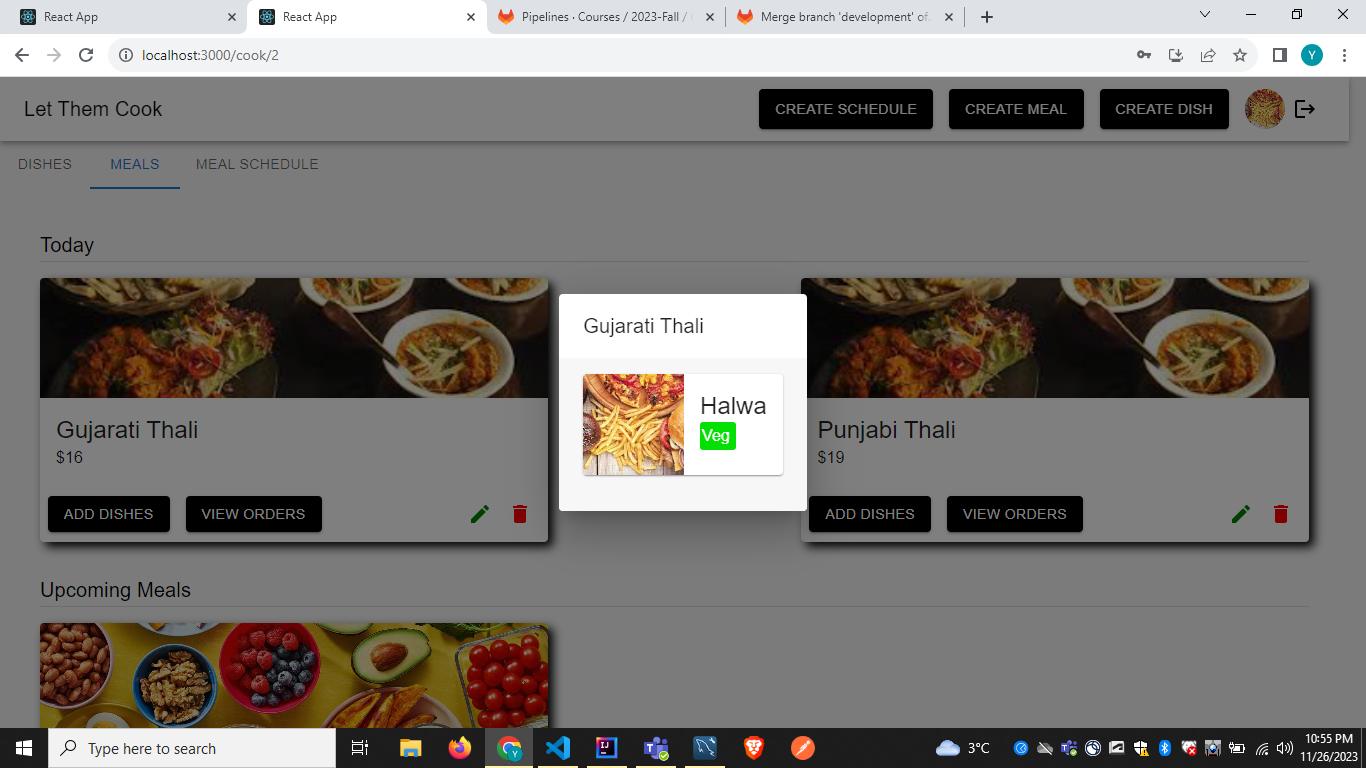 React App
React App
Pipelines · Courses / 2023-Fall /
Merge branch 'development' of
localhost:3000/cook/2
Y
Let Them Cook
CREATE SCHEDULE
CREATE MEAL
CREATE DISH
DISHES
MEALS
MEAL SCHEDULE
Today
Gujarati Thali
$16
ADD DISHES
VIEW ORDERS
Gujarati Thali
Halwa
Veg
Punjabi Thali
$19
ADD DISHES
VIEW ORDERS
Upcoming Meals
Type here to search
3°C
10:55 PM
11/26/2023